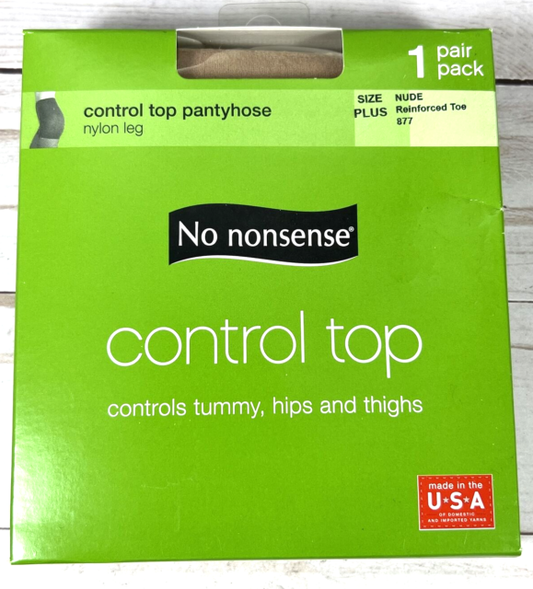 1 pair
pack
control top pantyhose
nylon leg
SIZE NUDE
PLUS Reinforced Toe
877
No nonsense®
control top
controls tummy, hips and thighs
made in the
U★S★A
OF DOMESTIC
AND IMPORTED YARNS